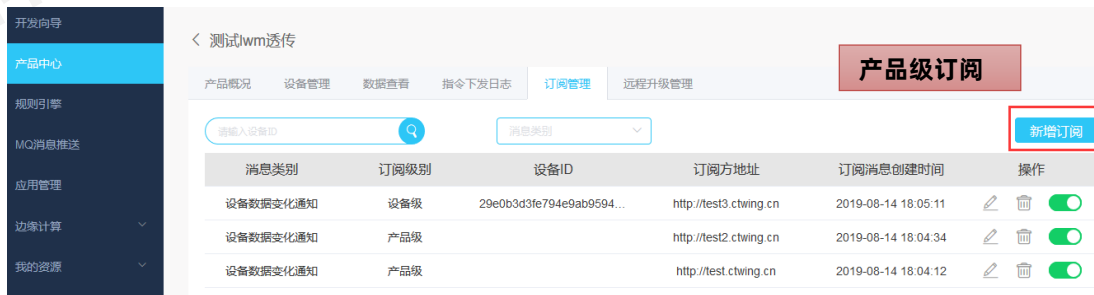 开发向导
产品中心
规则引擎
MQ消息推送
应用管理
边缘计算
我的资源
测试lwm透传
产品级订阅
产品概况 设备管理 数据查看 指令下发日志 订阅管理 远程升级管理
请输入设备ID 消息类别 新增订阅
消息类别 订阅级别 设备ID 订阅方地址 订阅消息创建时间 操作
设备数据变化通知 设备级 29e0b3d3fe794e9ab9594... http://test3.ctwing.cn 2019-08-14 18:05:11
设备数据变化通知 产品级 http://test2.ctwing.cn 2019-08-14 18:04:34
设备数据变化通知 产品级 http://test.ctwing.cn 2019-08-14 18:04:12